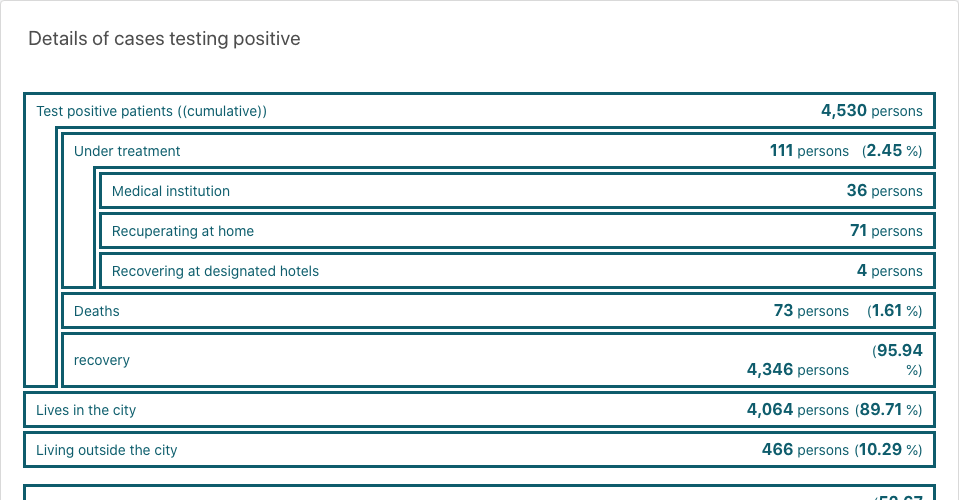 Details of cases testing positive
Test positive patients ((cumulative)) 4,530 persons
Under treatment 111 persons (2.45 %)
Medical institution 36 persons
Recuperating at home 71 persons
Recovering at designated hotels 4 persons
Deaths 73 persons (1.61 %)
recovery 4,346 persons (95.94 %)
Lives in the city 4,064 persons (89.71 %)
Living outside the city 466 persons (10.29 %)